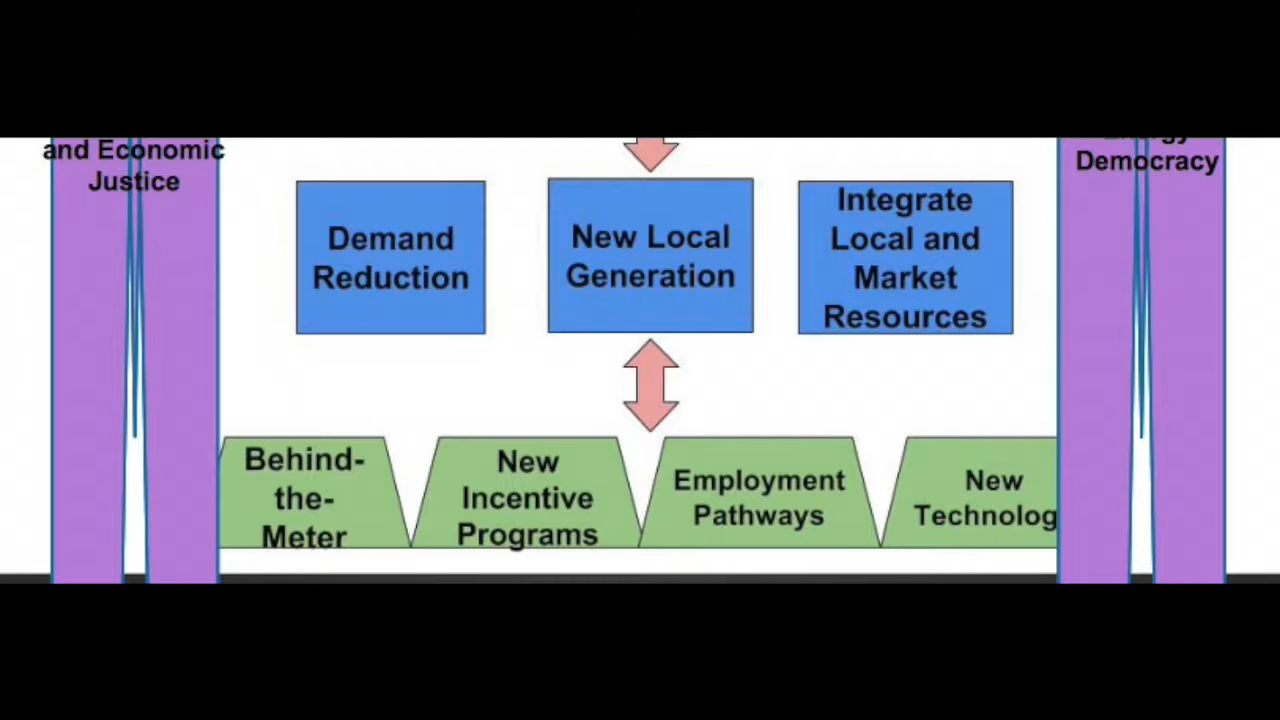 and Economic
Justice
Democracy
Demand
Reduction
New Local
Generation
Integrate
Local and
Market
Resources
Behind-
the-
Meter
New
Incentive
Programs
Employment
Pathways
New
Technolog